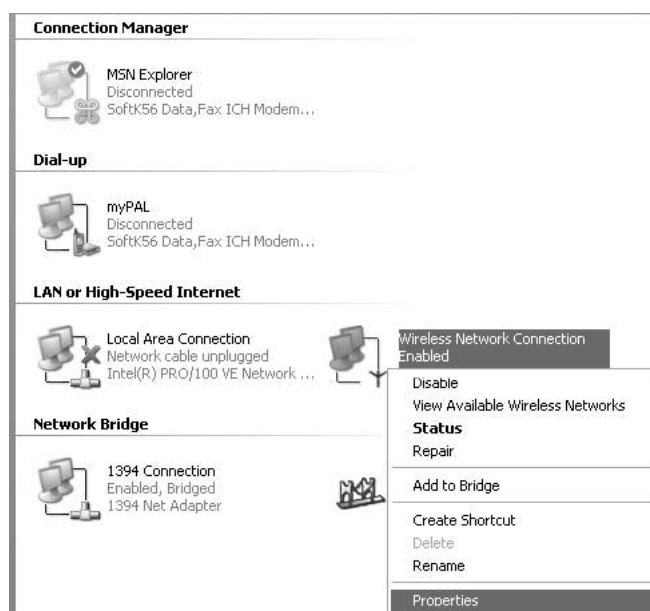 Connection Manager
MSN Explorer
Disconnected
SoftK56 Data,Fax ICH Modem...
Dial-up
myPAL
Disconnected
SoftK56 Data,Fax ICH Modem...
LAN or High-Speed Internet
Local Area Connection
Network cable unplugged
Intel(R) PRO/100 VE Network ...
Wireless Network Connection
Enabled
Disable
View Available Wireless Networks
Status
Repair
Add to Bridge
Create Shortcut
Delete
Rename
Properties
Network Bridge
1394 Connection
Enabled, Bridged
1394 Net Adapter